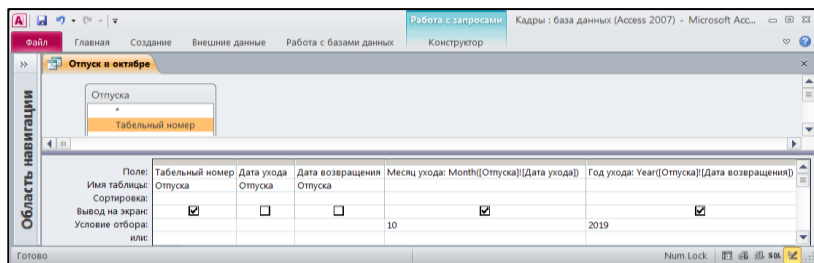 Работа с запросами Кадры : база данных (Access 2007) - Microsoft Acc...
Файл Главная Создание Внешние данные Работа с базами данных Конструктор
Отпуск в октябре
Область навигации
Отпуска
*
Табельный номер
Поле: Табельный номер Дата ухода Дата возвращения Месяц ухода: Month([Отпуска]![Дата ухода]) Год ухода: Year([Отпуска]![Дата возвращения])
Имя таблицы: Отпуска Отпуска Отпуска
Сортировка:
Вывод на экран:
Условие отбора: 10 2019
или:
Готово Num Lock SQL